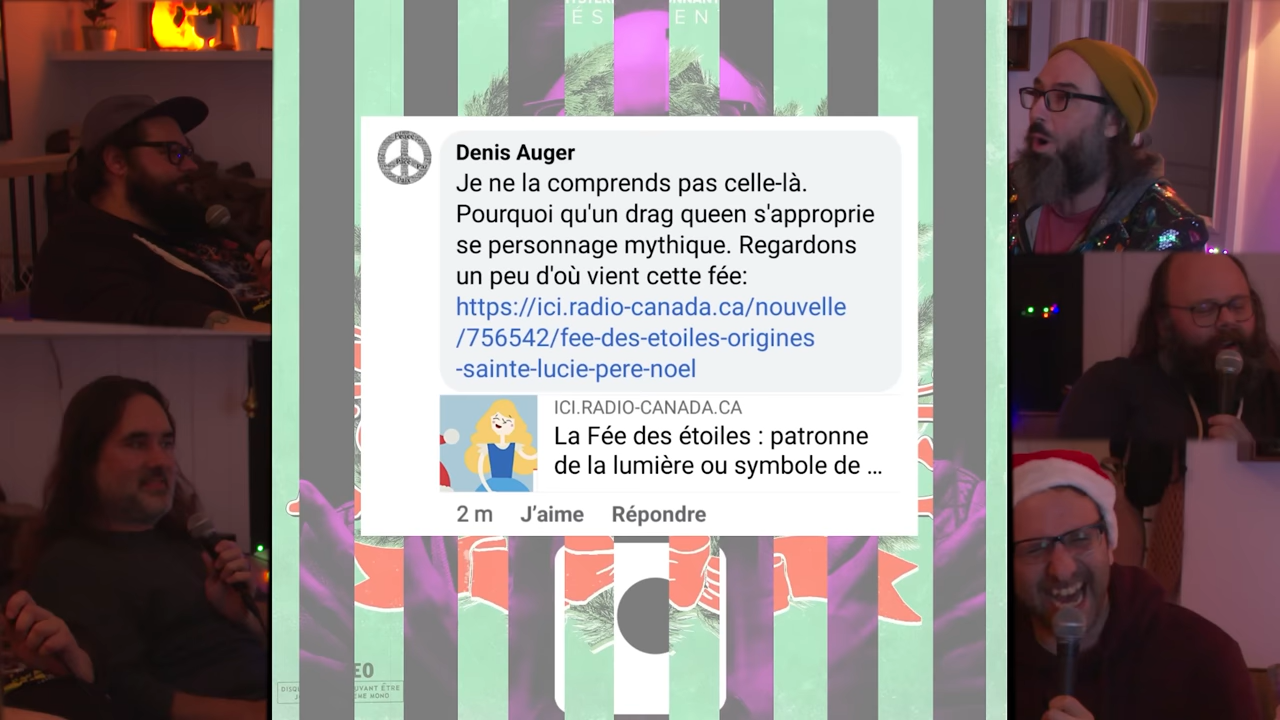 ÉS
EN
Denis Auger
Je ne la comprends pas celle-là.
Pourquoi qu'un drag queen s'approprie
se personnage mythique. Regardons
un peu d'où vient cette fée:
https://ici.radio-canada.ca/nouvelle
/756542/fee-des-etoiles-origines
-sainte-lucie-pere-noel
ICI.RADIO-CANADA.CA
La Fée des étoiles : patronne
de la lumière ou symbole de ...
2 m J'aime Répondre
ÉO